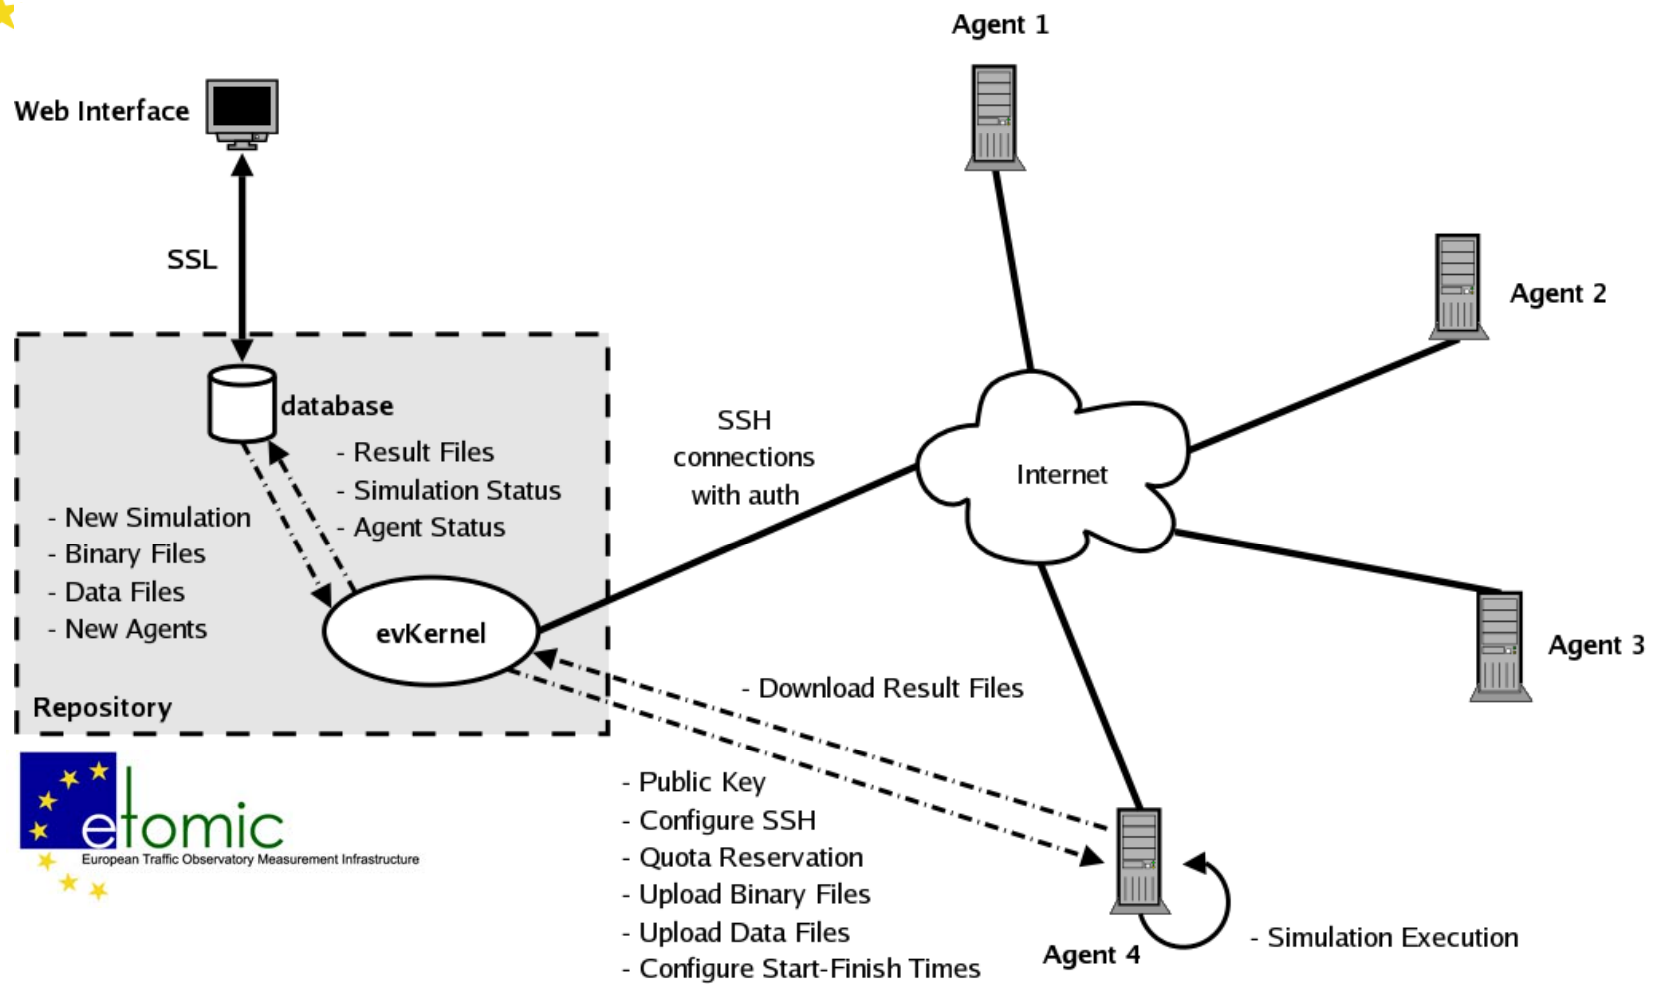 Agent 1
Web Interface
SSL
Agent 2
database
- Result Files
- Simulation Status
- Agent Status
- New Simulation
- Binary Files
- Data Files
- New Agents
evKernel
Repository
SSH
connections
with auth
Internet
Agent 3
- Download Result Files
- Public Key
- Configure SSH
- Quota Reservation
- Upload Binary Files
- Upload Data Files
- Configure Start-Finish Times
Agent 4
- Simulation Execution
etomic
European Traffic Observatory Measurement Infrastructure